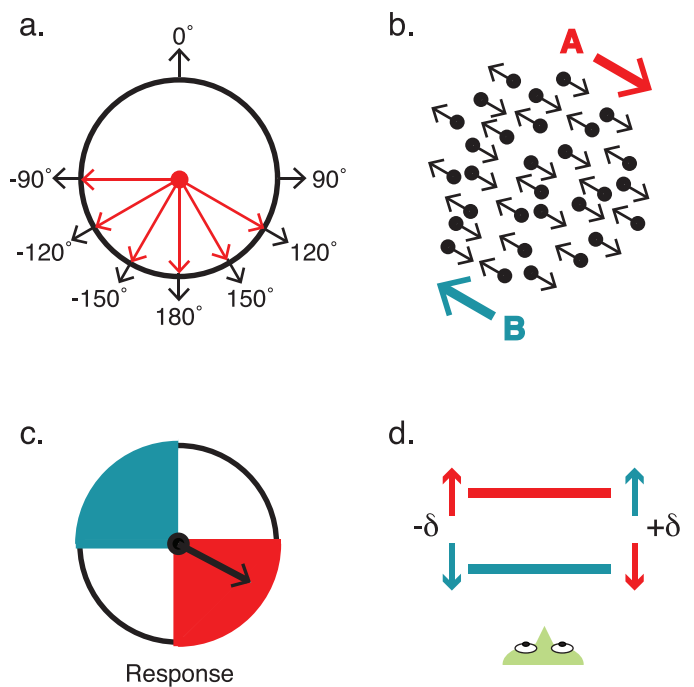 a.
0°
-90°
90°
-120°
120°
-150°
150°
180°
b.
A
B
c.
Response
d.
-δ
+δ